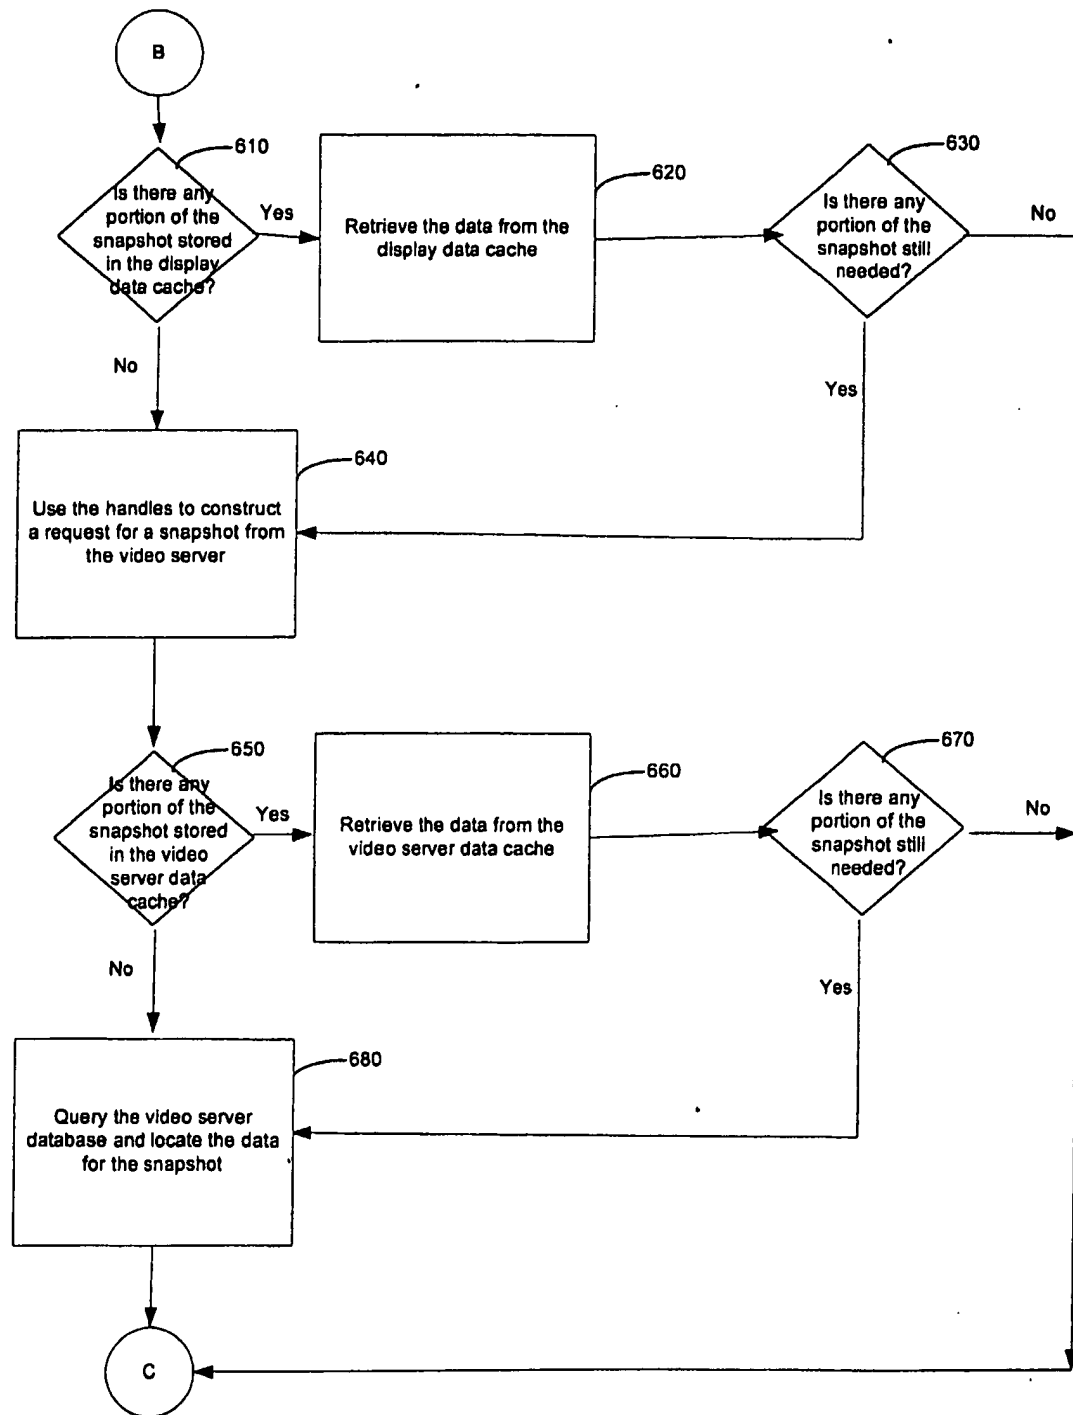 B
610
Is there any
portion of the
snapshot stored
in the display
data cache?
Yes
Retrieve the data from the
display data cache
620
630
Is there any
portion of the
snapshot still
needed?
No
No
Yes
640
Use the handles to construct
a request for a snapshot from
the video server
650
Is there any
portion of the
snapshot stored
in the video
server data
cache?
Yes
Retrieve the data from the
video server data cache
660
670
Is there any
portion of the
snapshot still
needed?
No
No
Yes
680
Query the video server
database and locate the data
for the snapshot
C